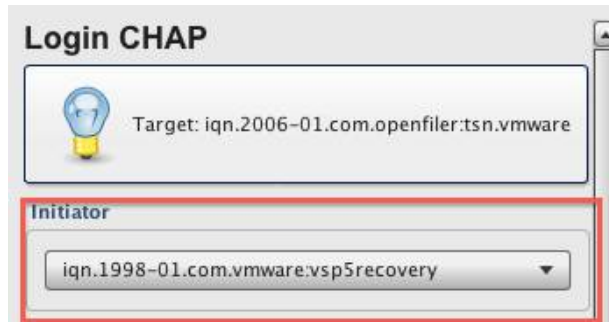 Login CHAP
Target: iqn.2006-01.com.openfiler:tsn.vmware
Initiator
iqn.1998-01.com.vmware:vsp5recovery